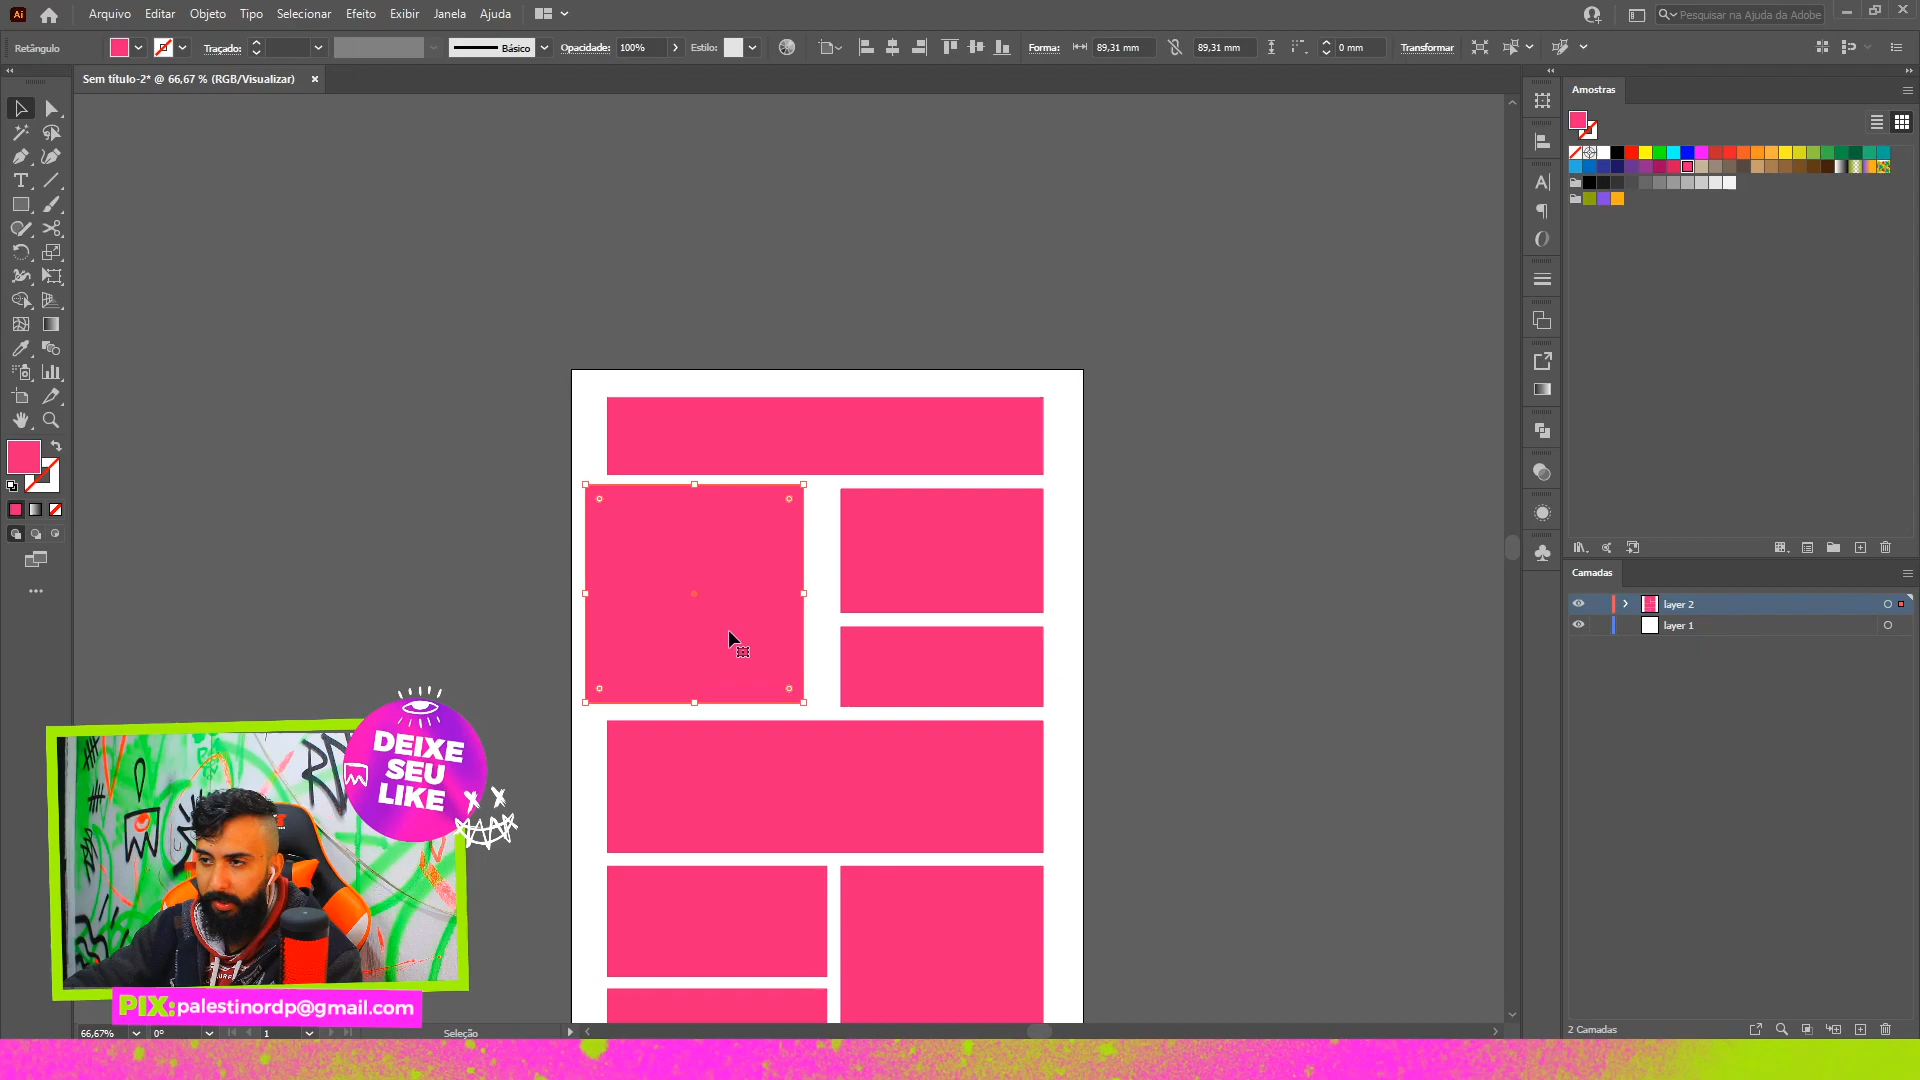 Ai
Arquivo Editar Objeto Tipo Selecionar Efeito Exibir Janela Ajuda
Pesquisar na Ajuda da Adobe
Retângulo
Traçado:
Básico
Opacidade: 100%
Estilo:
Forma: 89,31 mm 89,31 mm 0 mm
Transformar
Sem título-2* @ 66,67 % (RGB/Visualizar)
Amostras
Camadas
layer 2
layer 1
DEIXE
SEU
LIKE
PIX:palestinordp@gmail.com
66,67% 0° 1 Seleção
2 Camadas